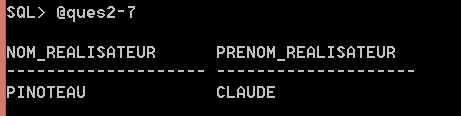 SQL> @ques2-7
NOM_REALISATEUR      PRENOM_REALISATEUR
-------------------- --------------------
PINOTEAU             CLAUDE